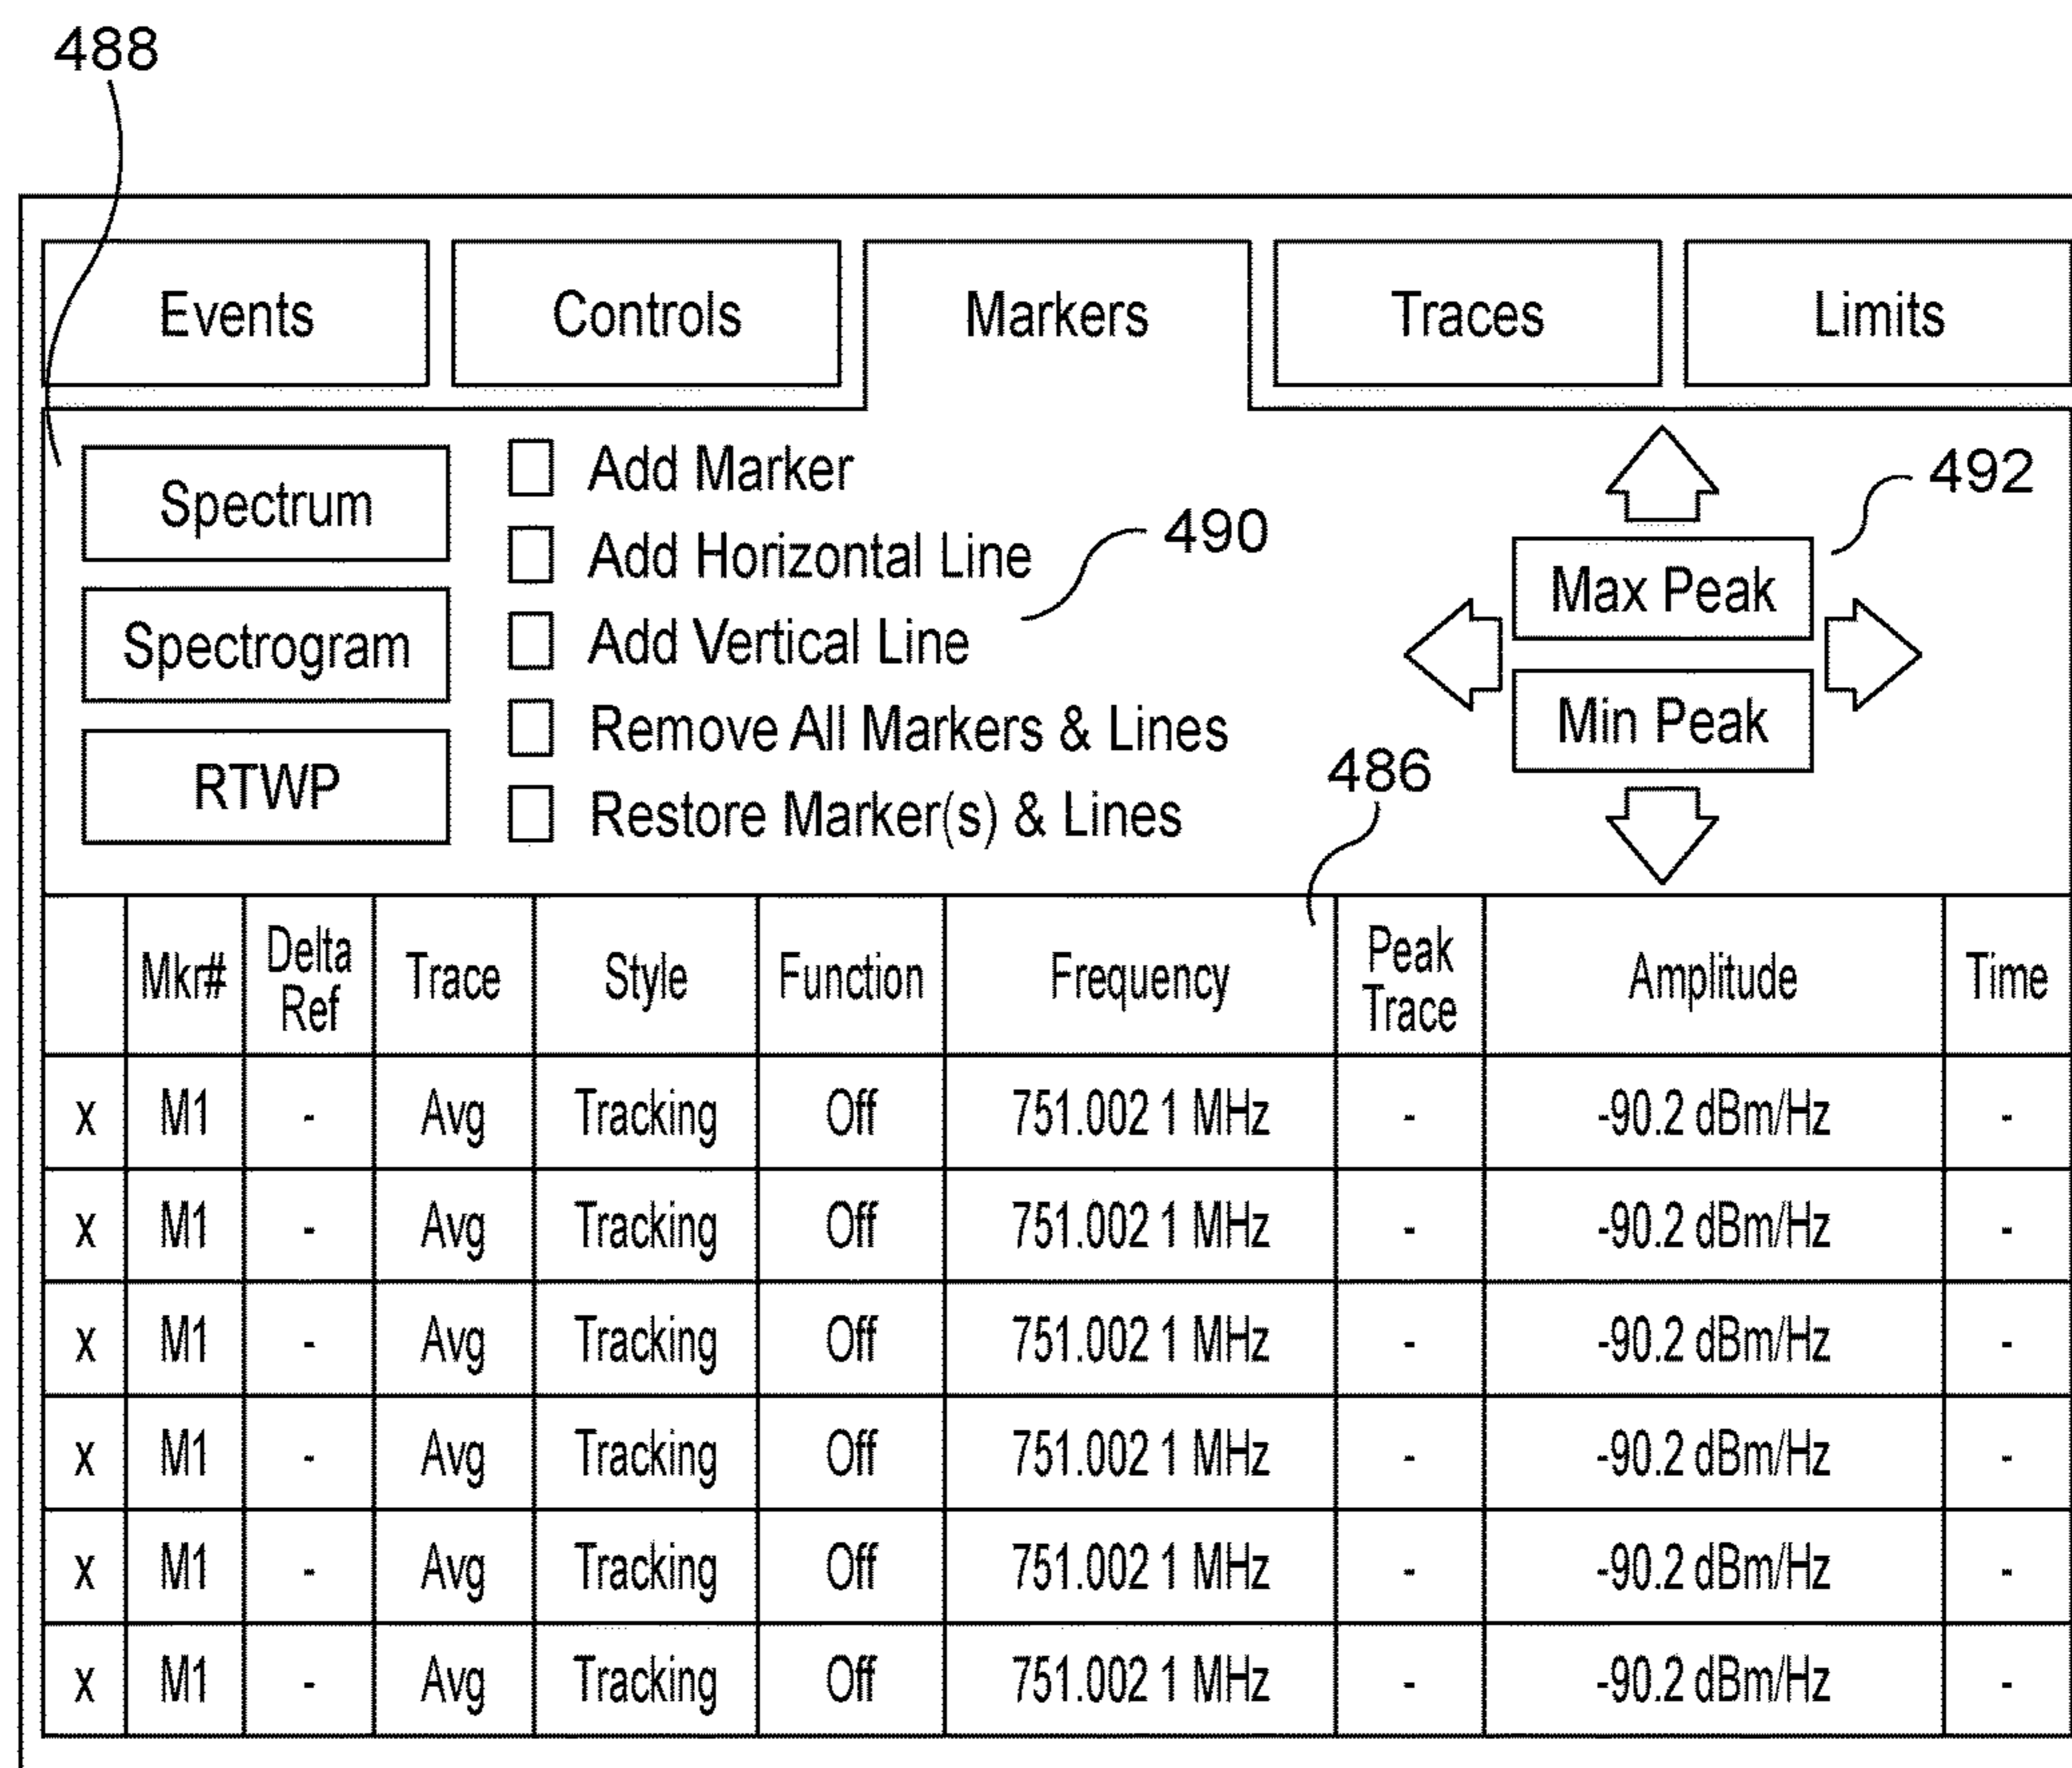 488
Events Controls Markers Traces Limits
Spectrum
Spectrogram
RTWP
Add Marker
Add Horizontal Line
Add Vertical Line
Remove All Markers & Lines
Restore Marker(s) & Lines
490
492
Max Peak
Min Peak
486
Mkr# Delta Ref Trace Style Function Frequency Peak Trace Amplitude Time
x M1 - Avg Tracking Off 751.002 1 MHz - -90.2 dBm/Hz -
x M1 - Avg Tracking Off 751.002 1 MHz - -90.2 dBm/Hz -
x M1 - Avg Tracking Off 751.002 1 MHz - -90.2 dBm/Hz -
x M1 - Avg Tracking Off 751.002 1 MHz - -90.2 dBm/Hz -
x M1 - Avg Tracking Off 751.002 1 MHz - -90.2 dBm/Hz -
x M1 - Avg Tracking Off 751.002 1 MHz - -90.2 dBm/Hz -